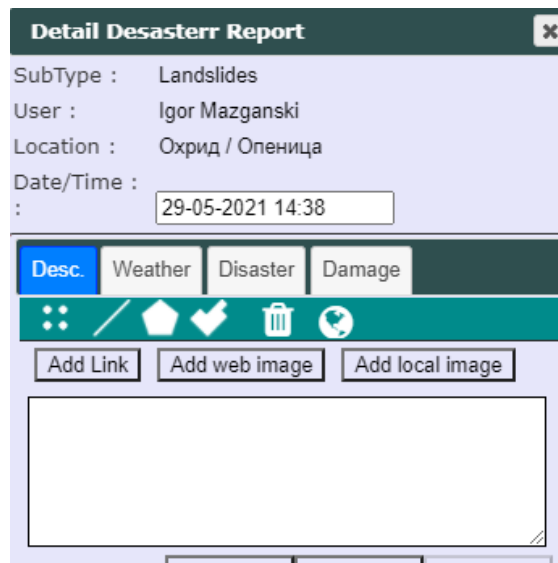 Detail Desasterr Report
SubType : Landslides
User : Igor Mazganski
Location : Охрид / Опеница
Date/Time :
: 29-05-2021 14:38
Desc. Weather Disaster Damage
Add Link Add web image Add local image